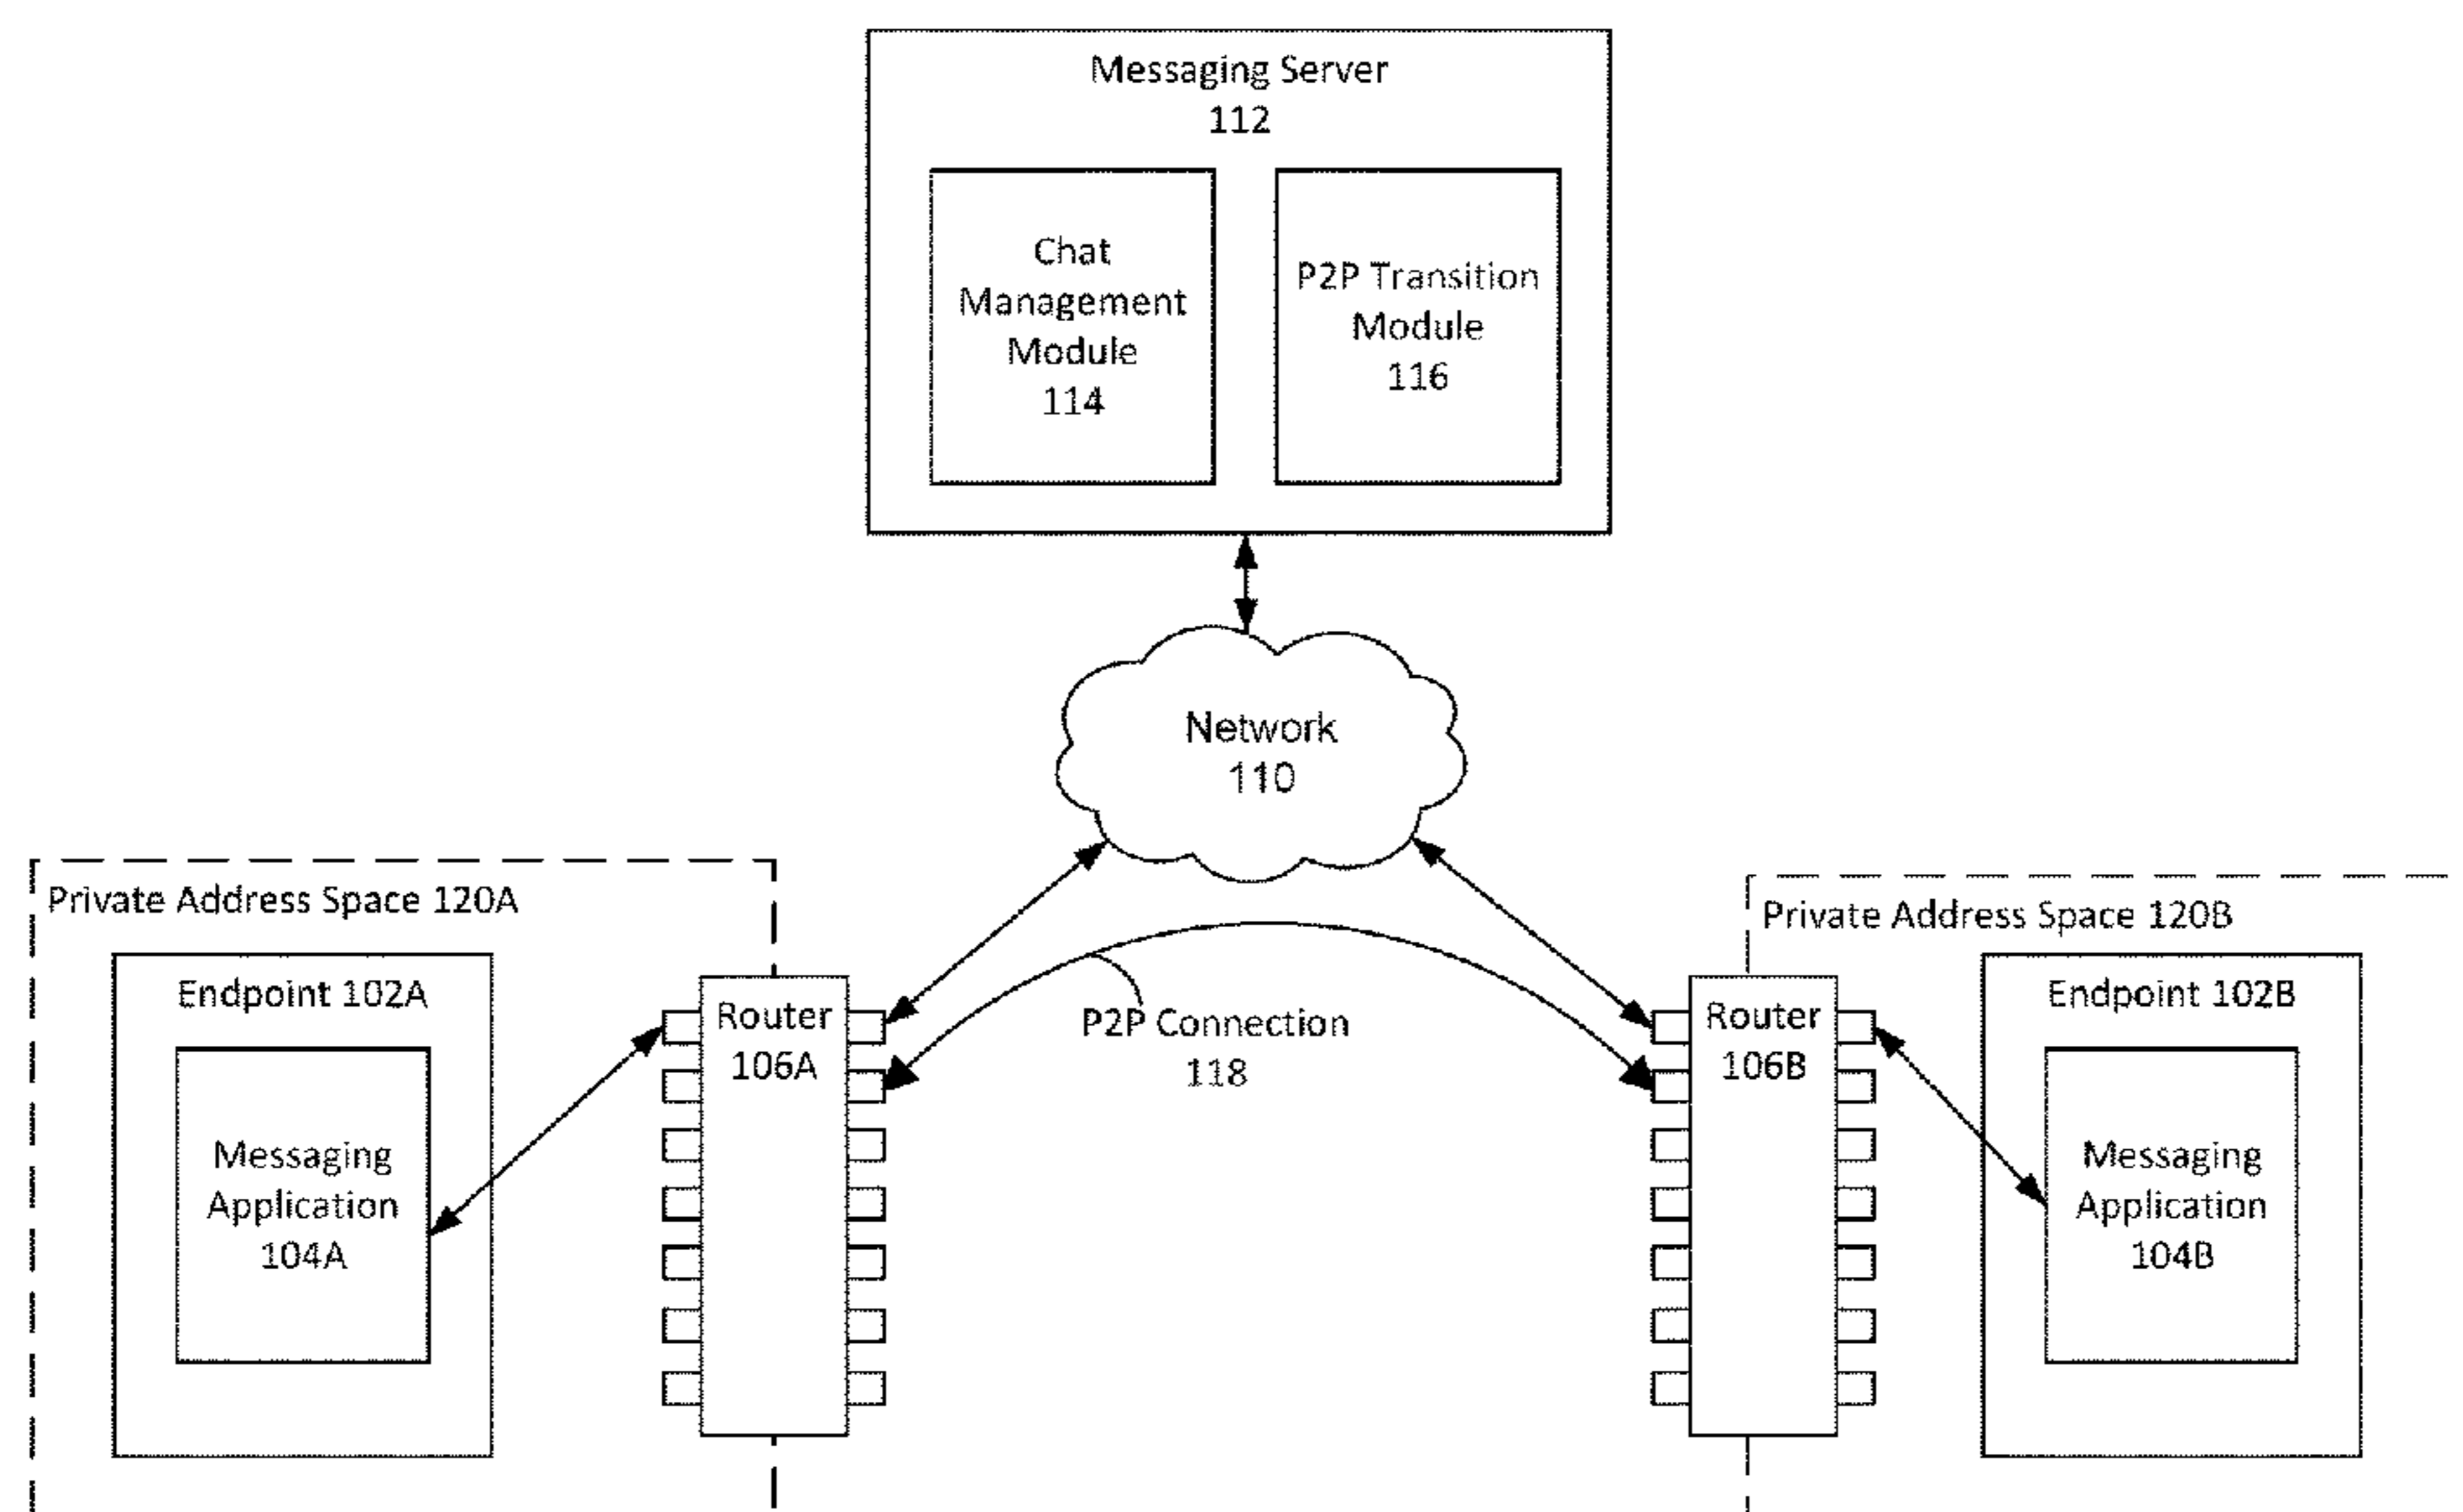 Messaging Server
112
Chat
Management
Module
114
P2P Transition
Module
116
Network
110
Private Address Space 120A
Private Address Space 120B
Endpoint 102A
Router
106A
P2P Connection
118
Router
106B
Endpoint 102B
Messaging
Application
104A
Messaging
Application
104B